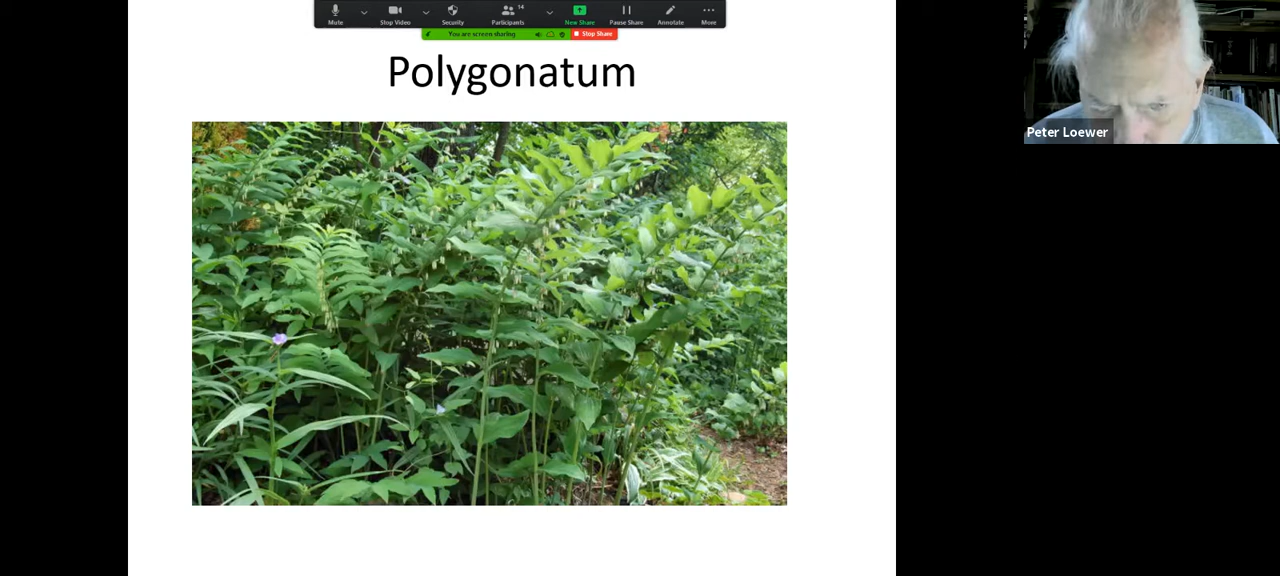 14
Mute
Stop Video
Security
Participants
New Share
Pause Share
Annotate
More
You are screen sharing
Stop Share
Polygonatum
Peter Loewer